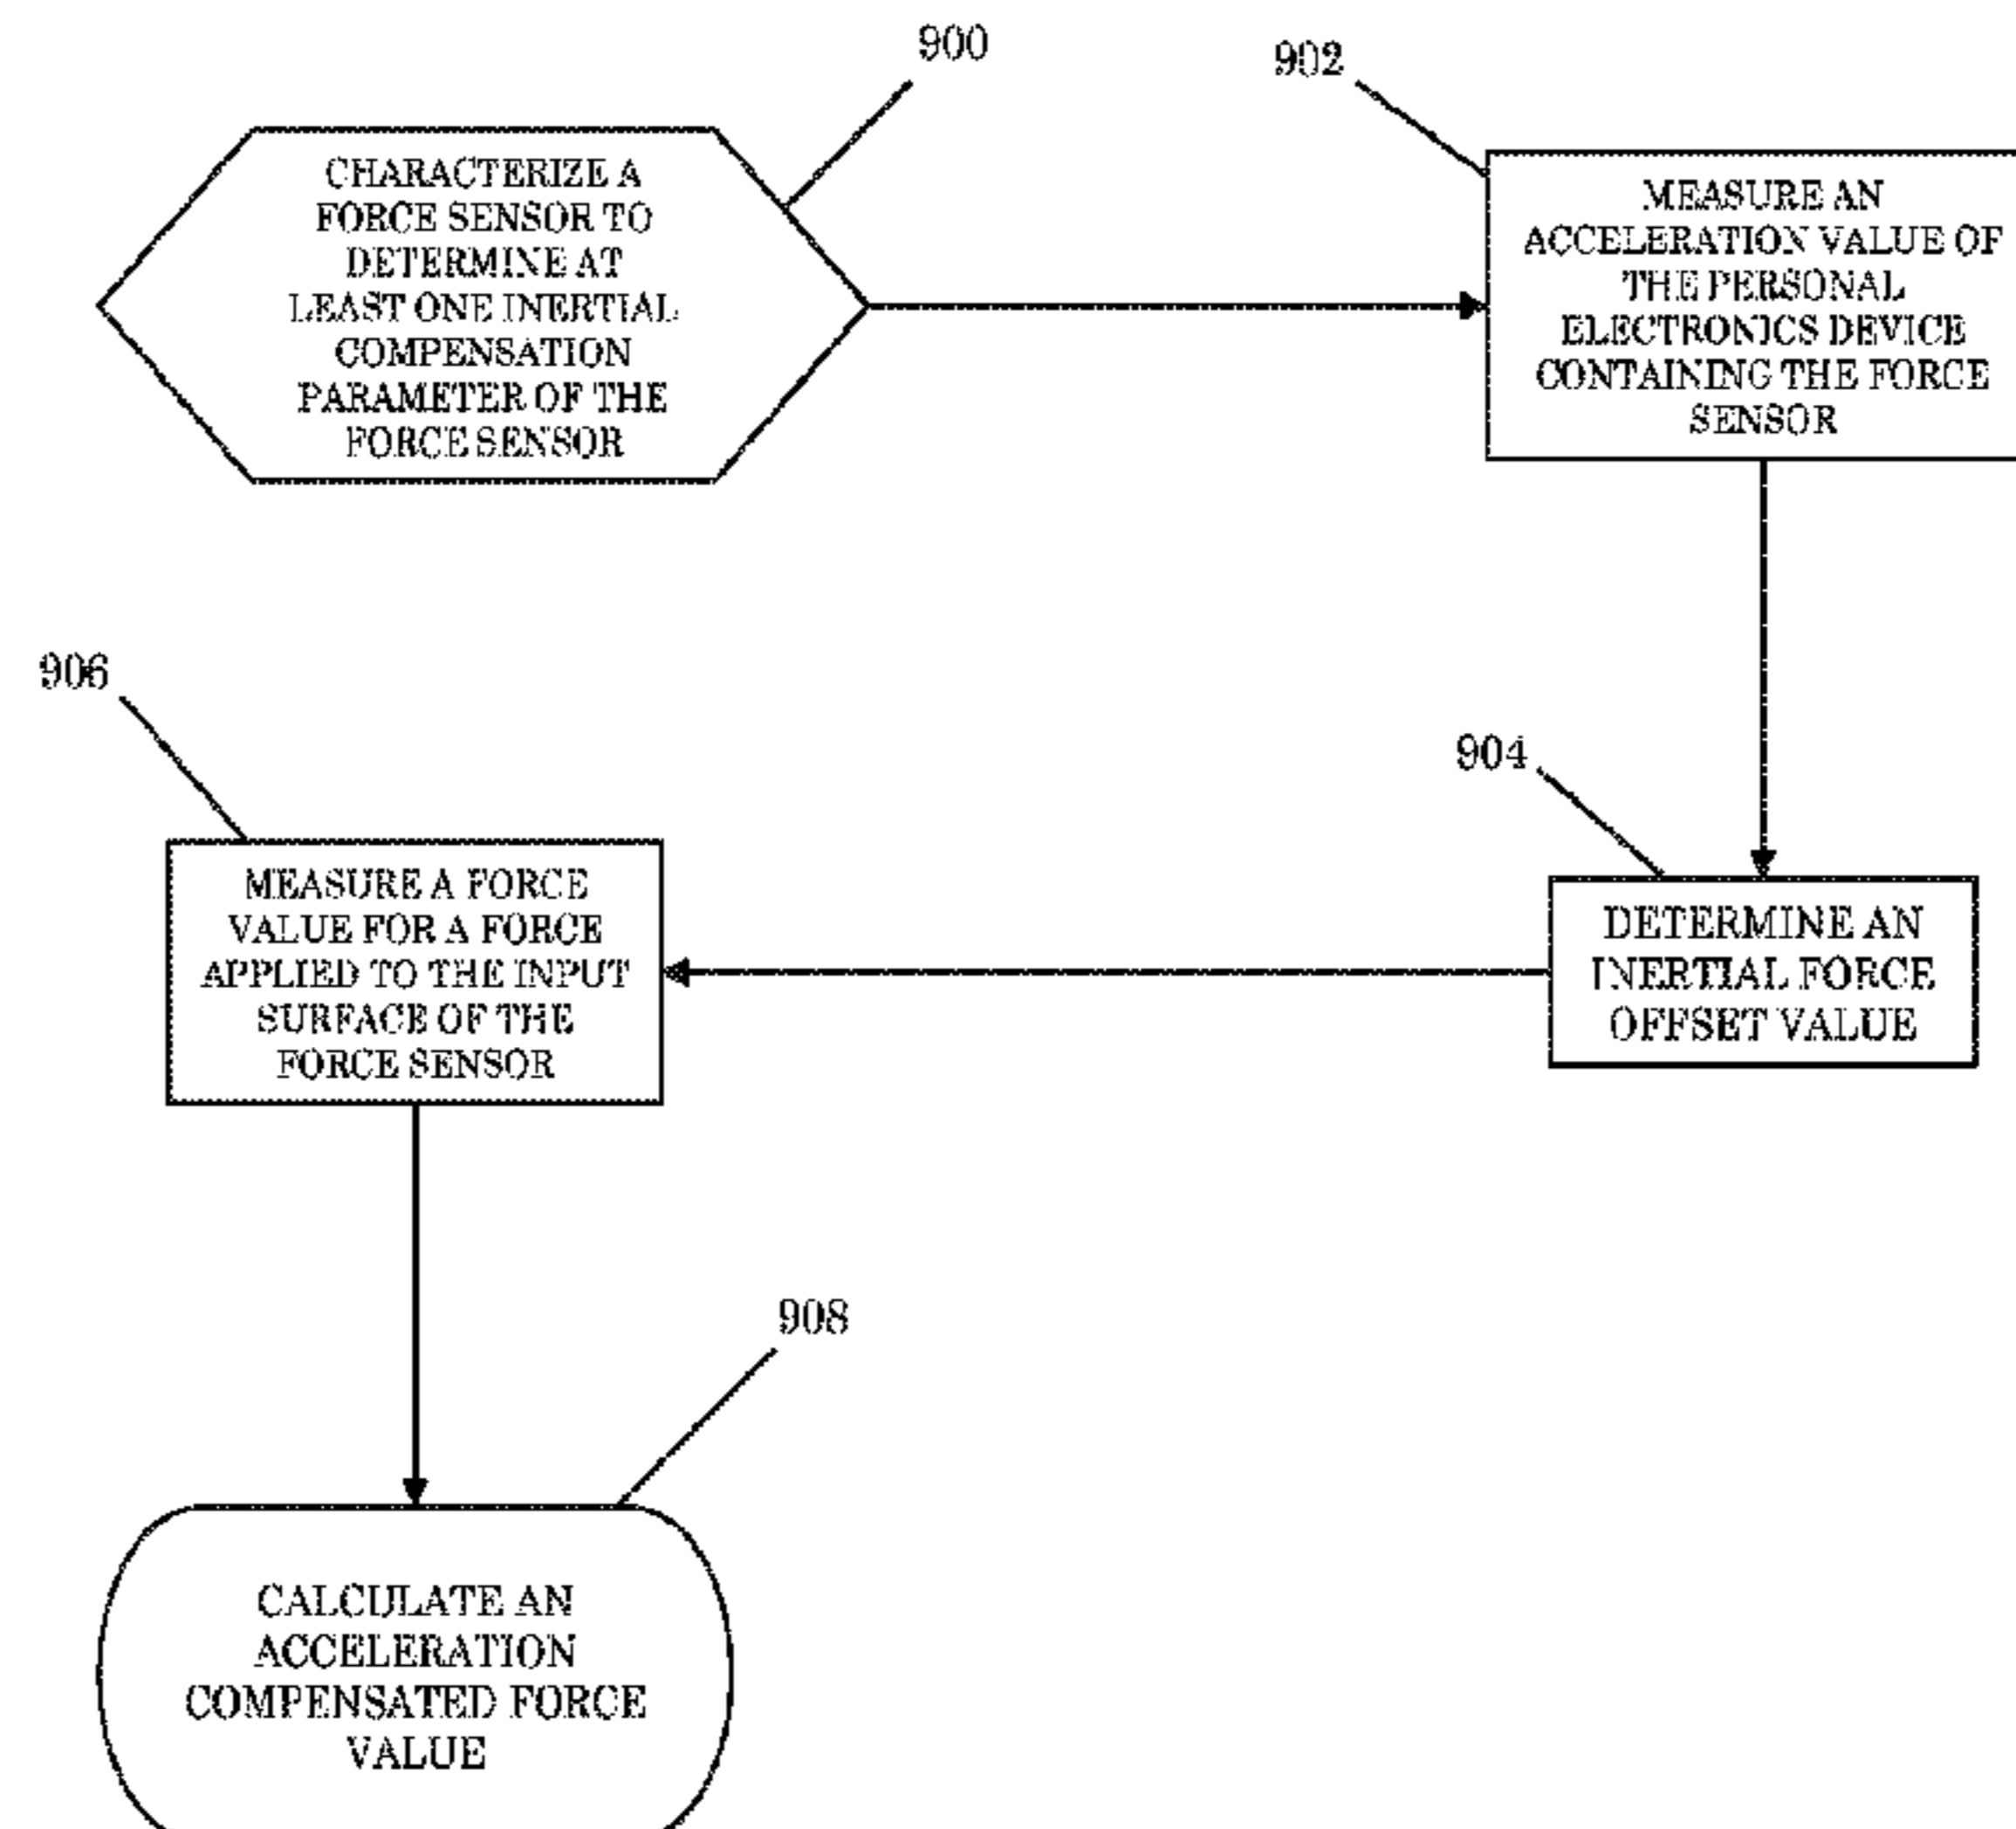 900
CHARACTERIZE A
FORCE SENSOR TO
DETERMINE AT
LEAST ONE INERTIAL
COMPENSATION
PARAMETER OF THE
FORCE SENSOR
902
MEASURE AN
ACCELERATION VALUE OF
THE PERSONAL
ELECTRONICS DEVICE
CONTAINING THE FORCE
SENSOR
904
DETERMINE AN
INERTIAL FORCE
OFFSET VALUE
906
MEASURE A FORCE
VALUE FOR A FORCE
APPLIED TO THE INPUT
SURFACE OF THE
FORCE SENSOR
908
CALCULATE AN
ACCELERATION
COMPENSATED FORCE
VALUE